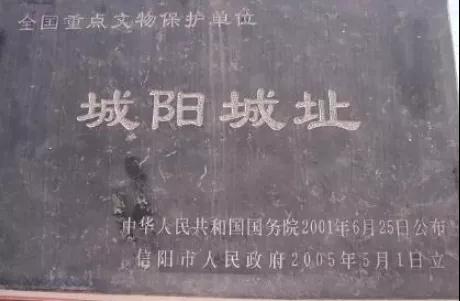 全国重点文物保护单位
城阳城址
中华人民共和国国务院2001年6月25日公布
信阳市人民政府2005年5月1日立